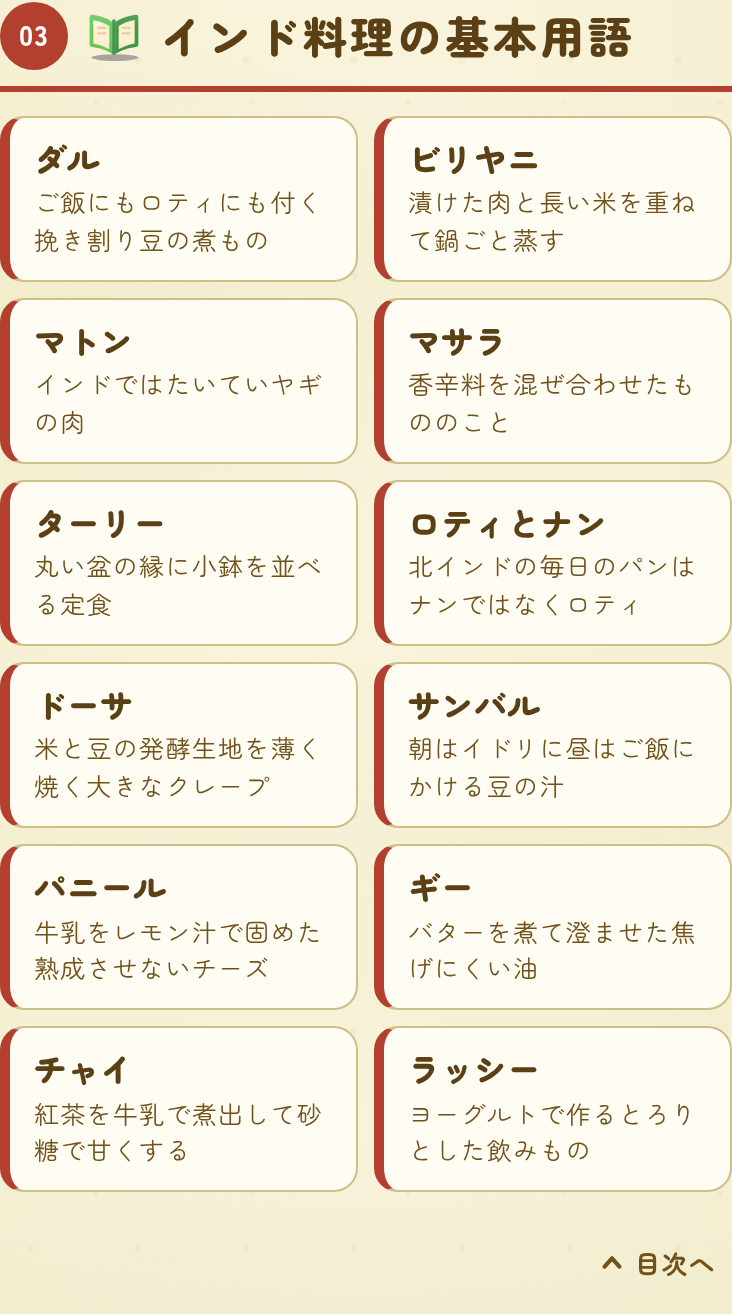 03 インド料理の基本用語
ダル
ご飯にもロティにも付く
挽き割り豆の煮もの
ビリヤニ
漬けた肉と長い米を重ね
て鍋ごと蒸す
マトン
インドではたいていヤギ
の肉
マサラ
香辛料を混ぜ合わせたも
ののこと
ターリー
丸い盆の縁に小鉢を並べ
る定食
ロティとナン
北インドの毎日のパンは
ナンではなくロティ
ドーサ
米と豆の発酵生地を薄く
焼く大きなクレープ
サンバル
朝はイドリに昼はご飯に
かける豆の汁
パニール
牛乳をレモン汁で固めた
熟成させないチーズ
ギー
バターを煮て澄ませた焦
げにくい油
チャイ
紅茶を牛乳で煮出して砂
糖で甘くする
ラッシー
ヨーグルトで作るとろり
とした飲みもの
目次へ